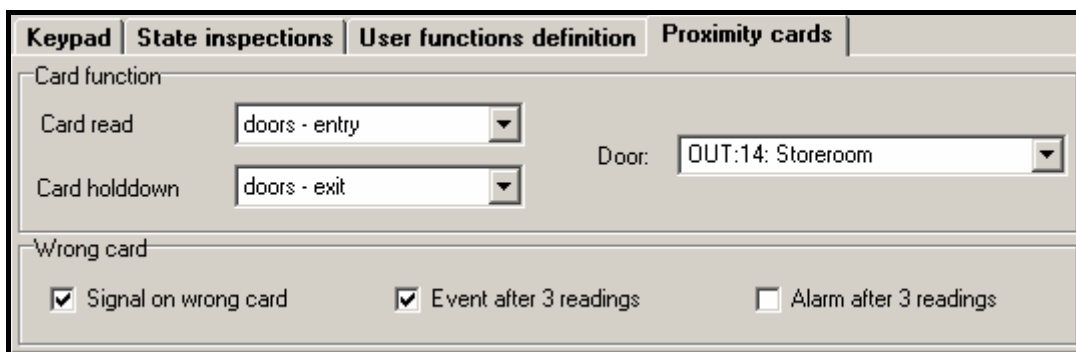 Keypad State inspections User functions definition Proximity cards
Card function
Card read doors - entry
Door: OUT:14: Storeroom
Card holddown doors - exit
Wrong card
Signal on wrong card Event after 3 readings Alarm after 3 readings